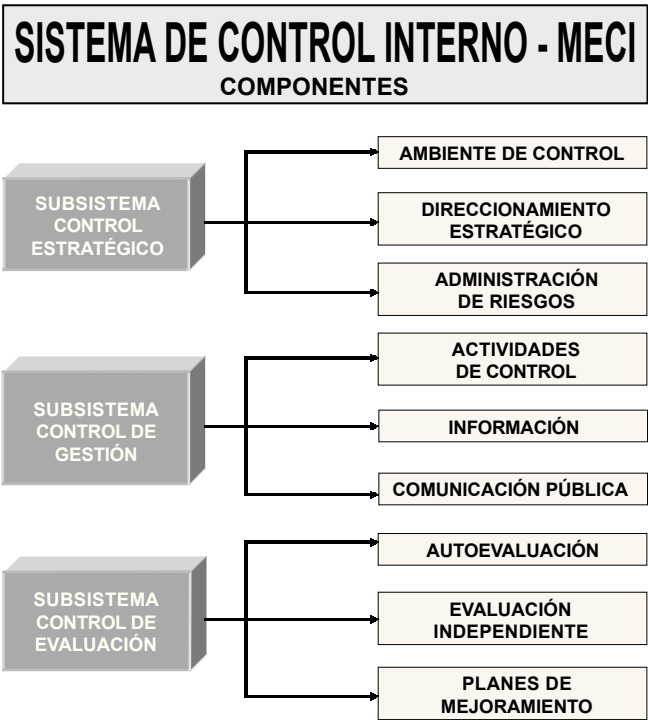 SISTEMA DE CONTROL INTERNO - MECI
COMPONENTES
SUBSISTEMA
CONTROL
ESTRATÉGICO
AMBIENTE DE CONTROL
DIRECCIONAMIENTO
ESTRATÉGICO
ADMINISTRACIÓN
DE RIESGOS
SUBSISTEMA
CONTROL DE
GESTIÓN
ACTIVIDADES
DE CONTROL
INFORMACIÓN
COMUNICACIÓN PÚBLICA
SUBSISTEMA
CONTROL DE
EVALUACIÓN
AUTOEVALUACIÓN
EVALUACIÓN
INDEPENDIENTE
PLANES DE
MEJORAMIENTO